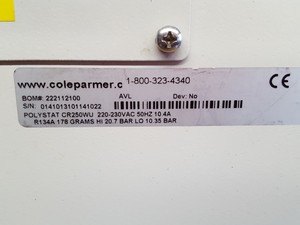 www.coleparmer.c 1-800-323-4340
BOM#: 222112100 AVL Dev: No
S/N 0141013101141022
POLYSTAT CR250WU 220-230VAC 50HZ 10.4A
R134A 178 GRAMS HI 20.7 BAR LO 10.35 BAR
CE